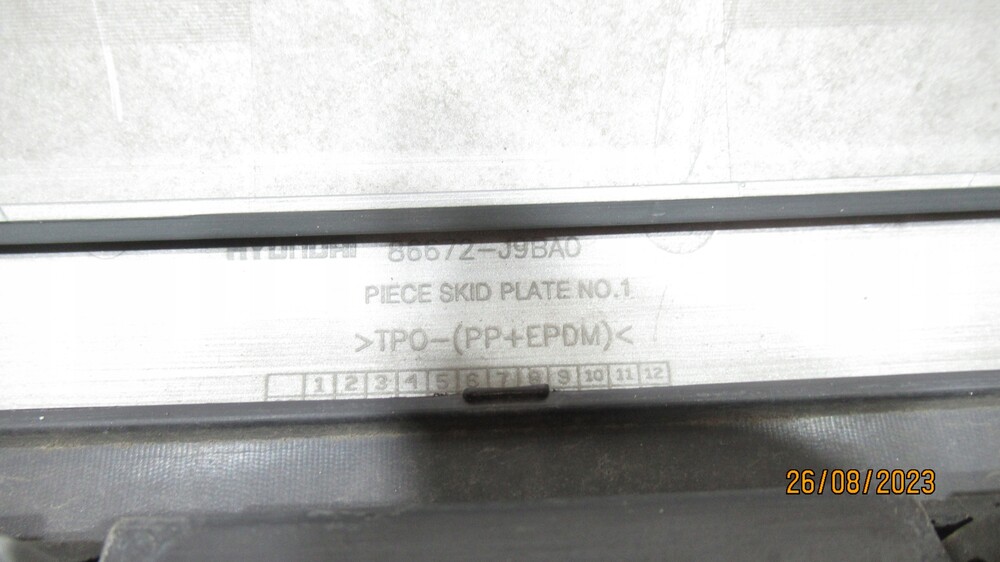 HYUNDAI 86672-J9BA0
PIECE SKID PLATE NO.1
>TPO-(PP+EPDM)<
1 2 3 4 5 6 7 8 9 10 11 12
26/08/2023